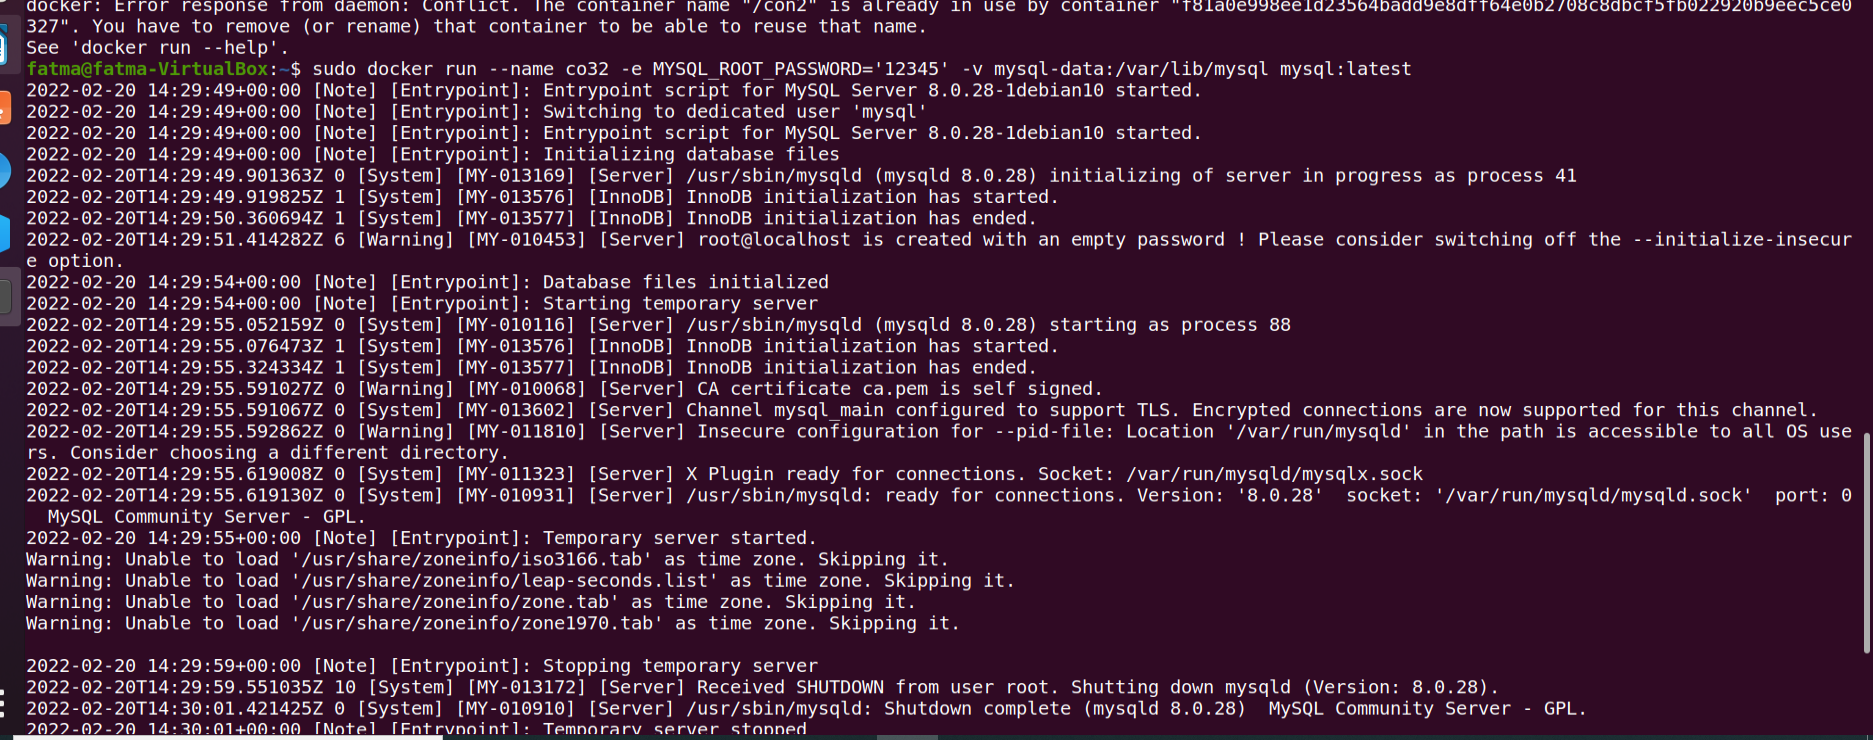 docker: Error response from daemon: Conflict. The container name "/con2" is already in use by container "f81a0e998ee1d23564badd9e8dff64e0b2708c8dbcf5fb022920b9eec5ce0
327". You have to remove (or rename) that container to be able to reuse that name.
See 'docker run --help'.
fatma@fatma-VirtualBox:~$ sudo docker run --name co32 -e MYSQL_ROOT_PASSWORD='12345' -v mysql-data:/var/lib/mysql mysql:latest
2022-02-20 14:29:49+00:00 [Note] [Entrypoint]: Entrypoint script for MySQL Server 8.0.28-1debian10 started.
2022-02-20 14:29:49+00:00 [Note] [Entrypoint]: Switching to dedicated user 'mysql'
2022-02-20 14:29:49+00:00 [Note] [Entrypoint]: Entrypoint script for MySQL Server 8.0.28-1debian10 started.
2022-02-20 14:29:49+00:00 [Note] [Entrypoint]: Initializing database files
2022-02-20T14:29:49.901363Z 0 [System] [MY-013169] [Server] /usr/sbin/mysqld (mysqld 8.0.28) initializing of server in progress as process 41
2022-02-20T14:29:49.919825Z 1 [System] [MY-013576] [InnoDB] InnoDB initialization has started.
2022-02-20T14:29:50.360694Z 1 [System] [MY-013577] [InnoDB] InnoDB initialization has ended.
2022-02-20T14:29:51.414282Z 6 [Warning] [MY-010453] [Server] root@localhost is created with an empty password ! Please consider switching off the --initialize-insecur
e option.
2022-02-20 14:29:54+00:00 [Note] [Entrypoint]: Database files initialized
2022-02-20 14:29:54+00:00 [Note] [Entrypoint]: Starting temporary server
2022-02-20T14:29:55.052159Z 0 [System] [MY-010116] [Server] /usr/sbin/mysqld (mysqld 8.0.28) starting as process 88
2022-02-20T14:29:55.076473Z 1 [System] [MY-013576] [InnoDB] InnoDB initialization has started.
2022-02-20T14:29:55.324334Z 1 [System] [MY-013577] [InnoDB] InnoDB initialization has ended.
2022-02-20T14:29:55.591027Z 0 [Warning] [MY-010068] [Server] CA certificate ca.pem is self signed.
2022-02-20T14:29:55.591067Z 0 [System] [MY-013602] [Server] Channel mysql_main configured to support TLS. Encrypted connections are now supported for this channel.
2022-02-20T14:29:55.592862Z 0 [Warning] [MY-011810] [Server] Insecure configuration for --pid-file: Location '/var/run/mysqld' in the path is accessible to all OS use
rs. Consider choosing a different directory.
2022-02-20T14:29:55.619008Z 0 [System] [MY-011323] [Server] X Plugin ready for connections. Socket: /var/run/mysqld/mysqlx.sock
2022-02-20T14:29:55.619130Z 0 [System] [MY-010931] [Server] /usr/sbin/mysqld: ready for connections. Version: '8.0.28'  socket: '/var/run/mysqld/mysqld.sock'  port: 0
  MySQL Community Server - GPL.
2022-02-20 14:29:55+00:00 [Note] [Entrypoint]: Temporary server started.
Warning: Unable to load '/usr/share/zoneinfo/iso3166.tab' as time zone. Skipping it.
Warning: Unable to load '/usr/share/zoneinfo/leap-seconds.list' as time zone. Skipping it.
Warning: Unable to load '/usr/share/zoneinfo/zone.tab' as time zone. Skipping it.
Warning: Unable to load '/usr/share/zoneinfo/zone1970.tab' as time zone. Skipping it.
2022-02-20 14:29:59+00:00 [Note] [Entrypoint]: Stopping temporary server
2022-02-20T14:29:59.551035Z 10 [System] [MY-013172] [Server] Received SHUTDOWN from user root. Shutting down mysqld (Version: 8.0.28).
2022-02-20T14:30:01.421425Z 0 [System] [MY-010910] [Server] /usr/sbin/mysqld: Shutdown complete (mysqld 8.0.28)  MySQL Community Server - GPL.
2022-02-20 14:30:01+00:00 [Note] [Entrypoint]: Temporary server stopped